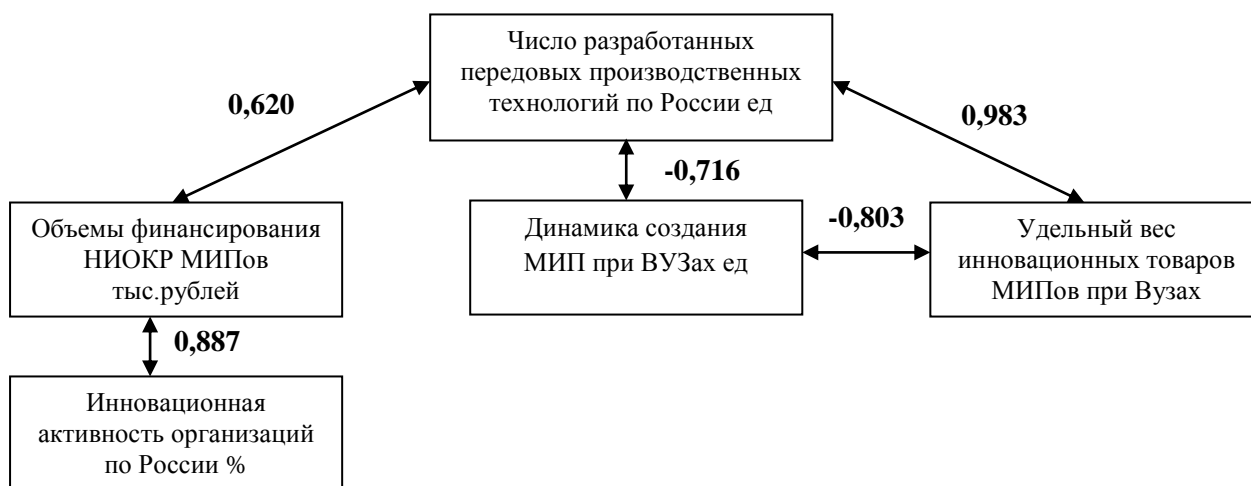 Число разработанных
передовых производственных
технологий по России ед
0,620
0,983
-0,716
Объемы финансирования
НИОКР МИПов
тыс.рублей
Динамика создания
МИП при ВУЗах ед
-0,803
Удельный вес
инновационных товаров
МИПов при Вузах
0,887
Инновационная
активность организаций
по России %